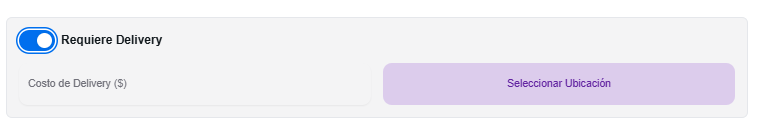 Requiere Delivery
Costo de Delivery ($)
Seleccionar Ubicación